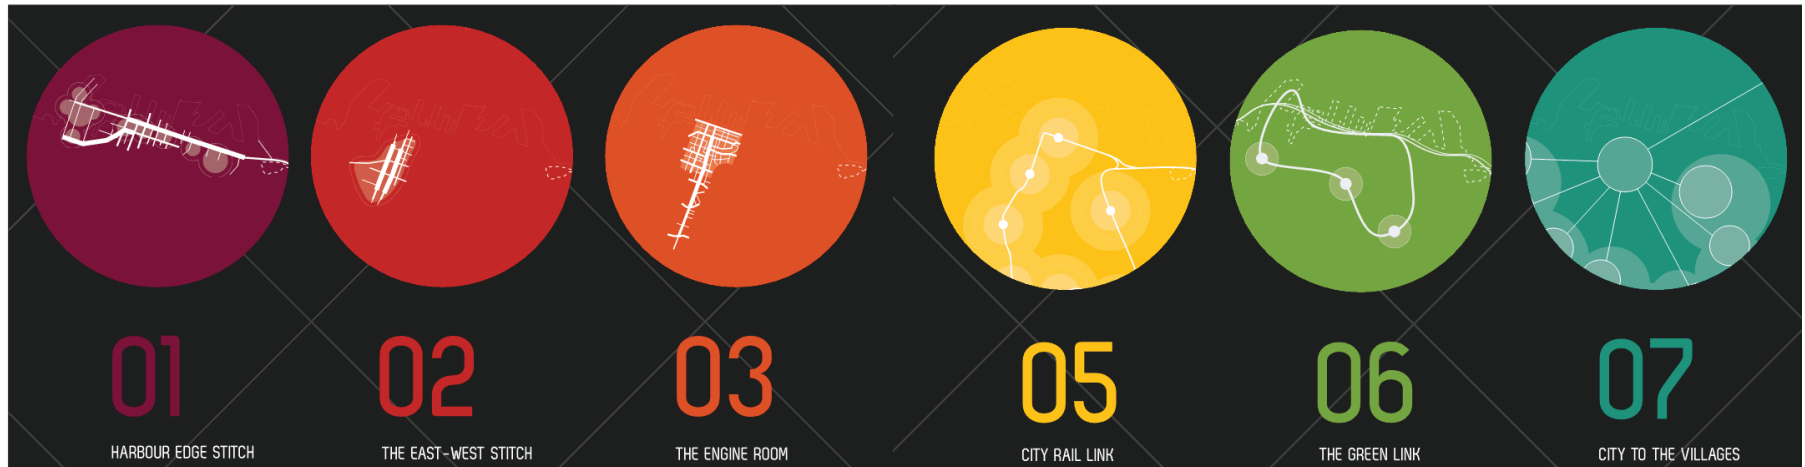 01
02
03
05
06
07
HARBOUR EDGE STITCH
THE EAST-WEST STITCH
THE ENGINE ROOM
CITY RAIL LINK
THE GREEN LINK
CITY TO THE VILLAGES